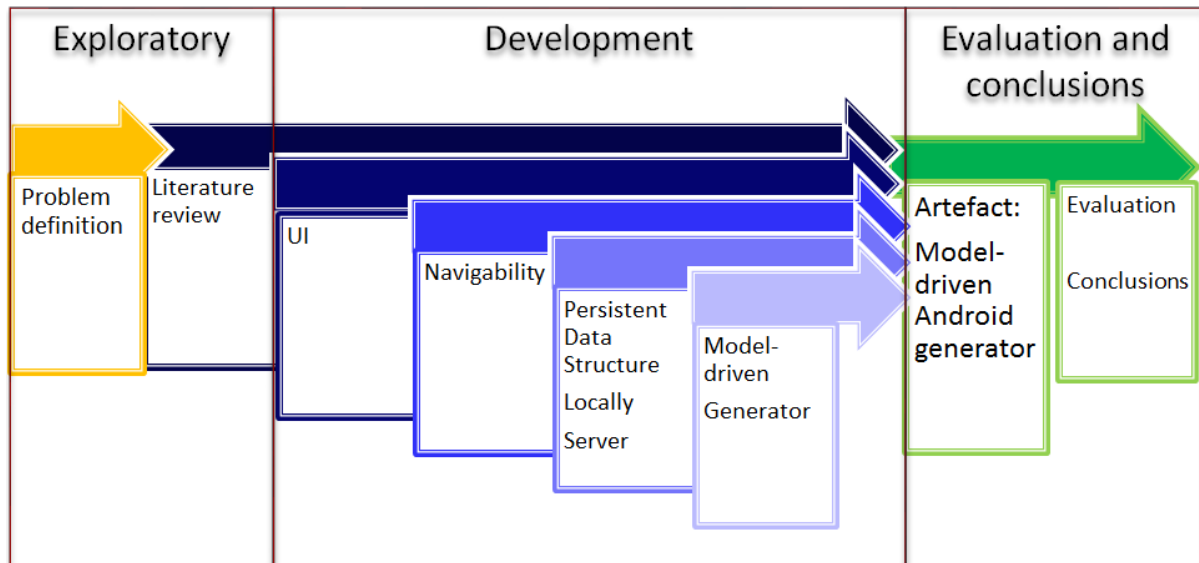 Exploratory
Development
Evaluation and
conclusions
Problem
definition
Literature
review
UI
Navigability
Persistent
Data
Structure
Locally
Server
Model-
driven
Generator
Artefact:
Model-
driven
Android
generator
Evaluation
Conclusions